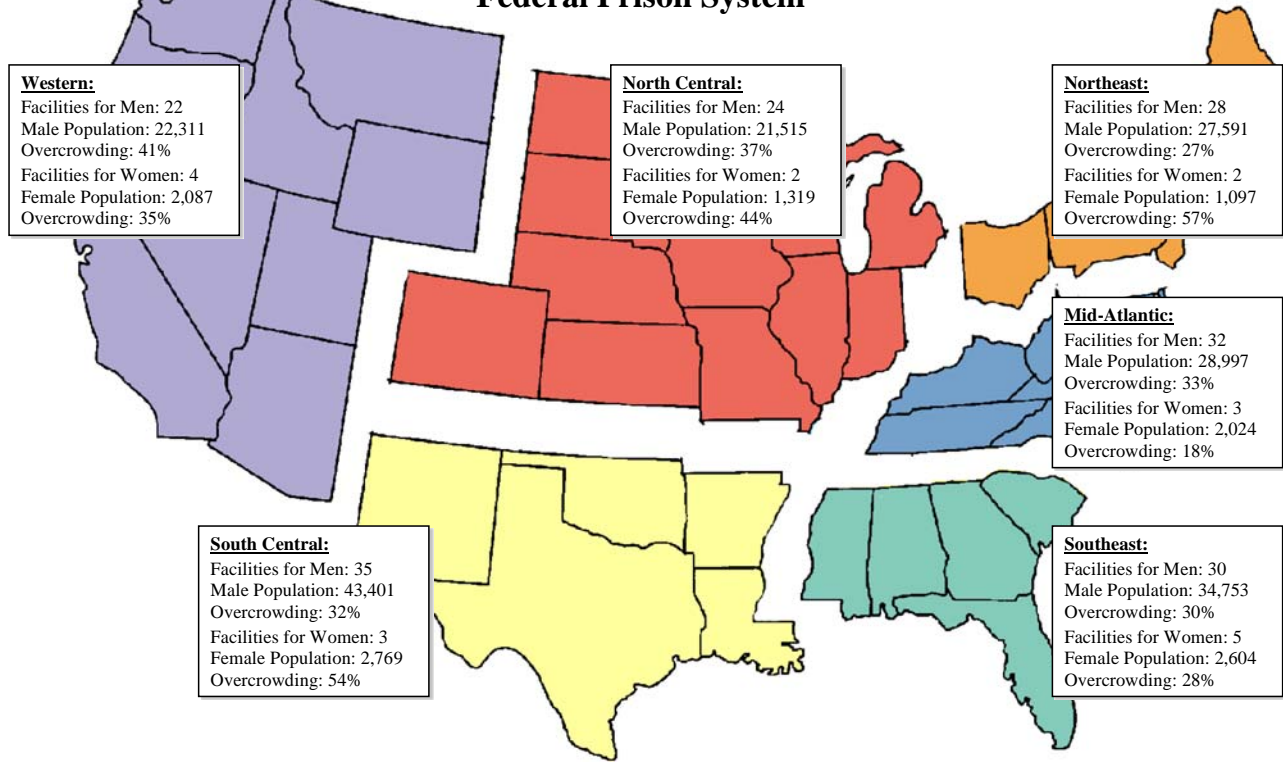 Federal Prison System
Western:
Facilities for Men: 22
Male Population: 22,311
Overcrowding: 41%
Facilities for Women: 4
Female Population: 2,087
Overcrowding: 35%
North Central:
Facilities for Men: 24
Male Population: 21,515
Overcrowding: 37%
Facilities for Women: 2
Female Population: 1,319
Overcrowding: 44%
Northeast:
Facilities for Men: 28
Male Population: 27,591
Overcrowding: 27%
Facilities for Women: 2
Female Population: 1,097
Overcrowding: 57%
Mid-Atlantic:
Facilities for Men: 32
Male Population: 28,997
Overcrowding: 33%
Facilities for Women: 3
Female Population: 2,024
Overcrowding: 18%
South Central:
Facilities for Men: 35
Male Population: 43,401
Overcrowding: 32%
Facilities for Women: 3
Female Population: 2,769
Overcrowding: 54%
Southeast:
Facilities for Men: 30
Male Population: 34,753
Overcrowding: 30%
Facilities for Women: 5
Female Population: 2,604
Overcrowding: 28%